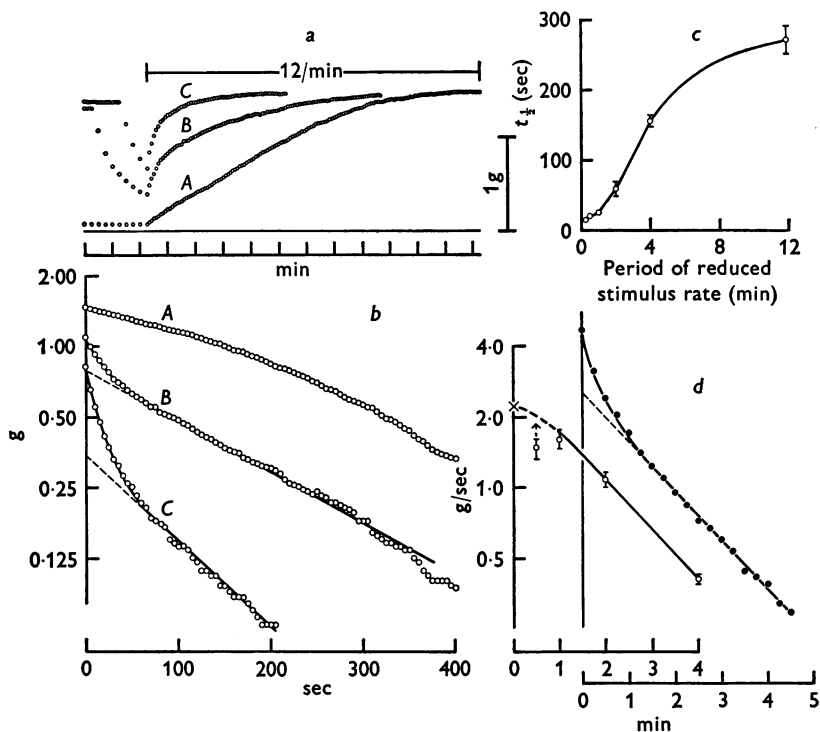 a
12/min
C
B
A
1g
min
c
300
200
100
0
t½ (sec)
0
4
8
12
Period of reduced
stimulus rate (min)
b
2·00
1·00
0·50
0·25
0·125
g
A
B
C
0
100
200
300
400
sec
d
4·0
2·0
1·0
0·5
g/sec
0
1
2
3
4
0
1
2
3
4
5
min